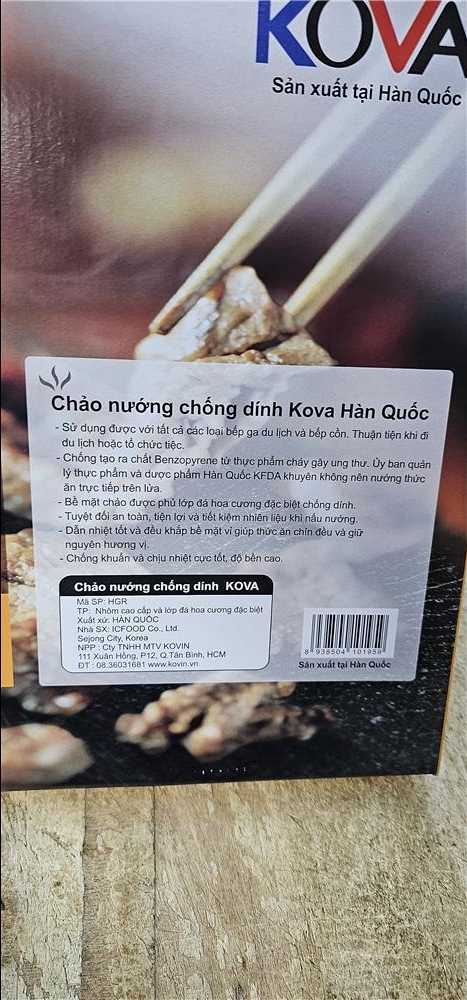 KOVA
Sản xuất tại Hàn Quốc
Chảo nướng chống dính Kova Hàn Quốc
- Sử dụng được với tất cả các loại bếp ga du lịch và bếp cồn. Thuận tiện khi đi
du lịch hoặc tổ chức tiệc.
- Chống tạo ra chất Benzopyrene từ thực phẩm cháy gây ung thư. Ủy ban quản
lý thực phẩm và dược phẩm Hàn Quốc KFDA khuyên không nên nướng thức
ăn trực tiếp trên lửa.
- Bề mặt chảo được phủ lớp đá hoa cương đặc biệt chống dính.
- Tuyệt đối an toàn, tiện lợi và tiết kiệm nhiên liệu khi nấu nướng.
- Dẫn nhiệt tốt và đều khắp bề mặt vỉ giúp thức ăn chín đều và giữ
nguyên hương vị.
- Chống khuẩn và chịu nhiệt cực tốt, độ bền cao.
Chảo nướng chống dính KOVA
Mã SP: HGR
TP: Nhôm cao cấp và lớp đá hoa cương đặc biệt
Xuất xứ: HÀN QUỐC
Nhà SX: ICFOOD Co., Ltd.
Sejong City, Korea
NPP : Cty TNHH MTV KOVIN
111 Xuân Hồng, P12, Q.Tân Bình, HCM
ĐT : 08.36031681 www.kovin.vn
8 938504 101959
Sản xuất tại Hàn Quốc